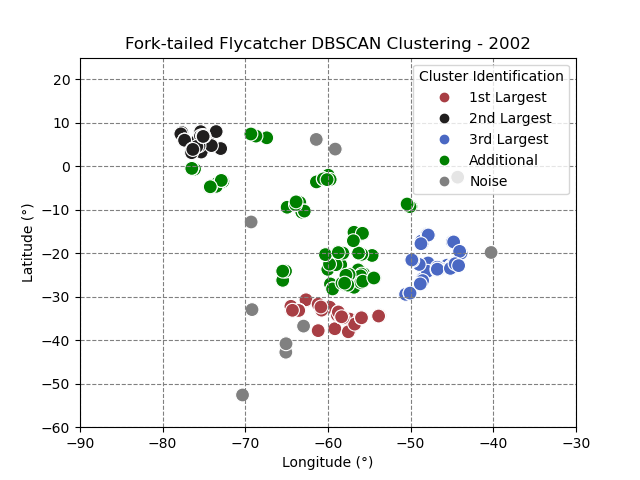 Fork-tailed Flycatcher DBSCAN Clustering - 2002
Cluster Identification
1st Largest
2nd Largest
3rd Largest
Additional
Noise
20
10
0
−10
−20
−30
−40
−50
−60
Latitude (°)
−90 −80 −70 −60 −50 −40 −30
Longitude (°)